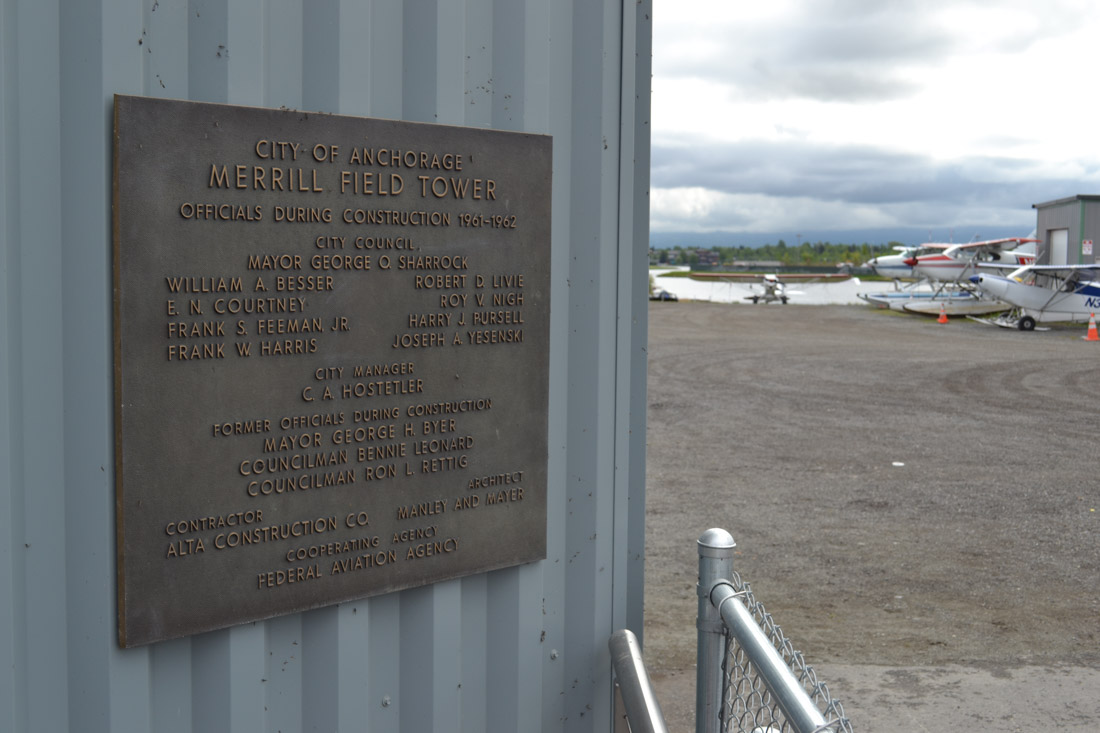 CITY OF ANCHORAGE
MERRILL FIELD TOWER
OFFICIALS DURING CONSTRUCTION 1961-1962
CITY COUNCIL
MAYOR GEORGE O. SHARROCK
WILLIAM A. BESSER ROBERT D. LIVIE
E. N. COURTNEY ROY V. NIGH
FRANK S. FEEMAN, JR. HARRY J. PURSELL
FRANK W. HARRIS JOSEPH A. YESENSKI
CITY MANAGER
C. A. HOSTETLER
FORMER OFFICIALS DURING CONSTRUCTION
MAYOR GEORGE H. BYER
COUNCILMAN BENNIE LEONARD
COUNCILMAN RON L. RETTIG
CONTRACTOR ARCHITECT
ALTA CONSTRUCTION CO. MANLEY AND MAYER
COOPERATING AGENCY
FEDERAL AVIATION AGENCY